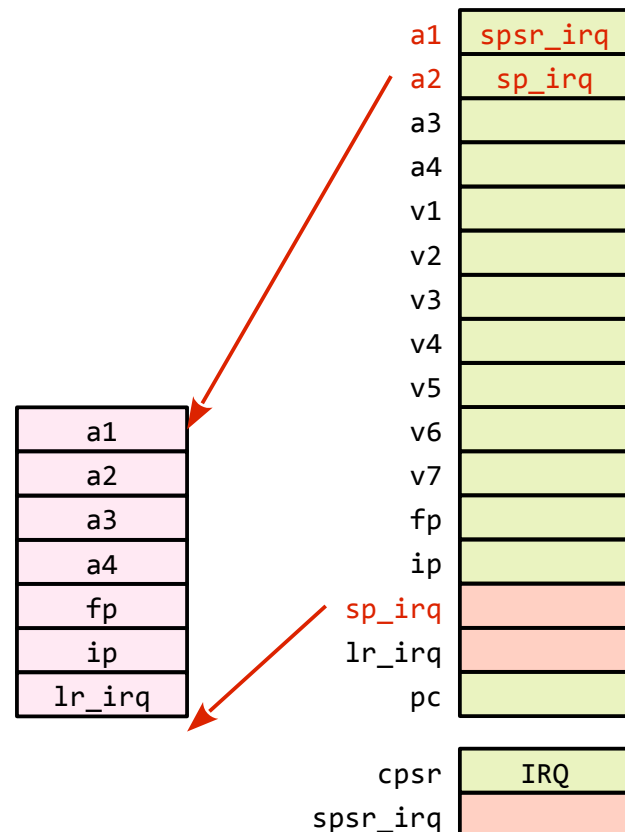 a1 spsr_irq
a2 sp_irq
a3
a4
v1
v2
v3
v4
v5
v6
v7
fp
ip
sp_irq
lr_irq
pc
a1
a2
a3
a4
fp
ip
lr_irq
cpsr IRQ
spsr_irq